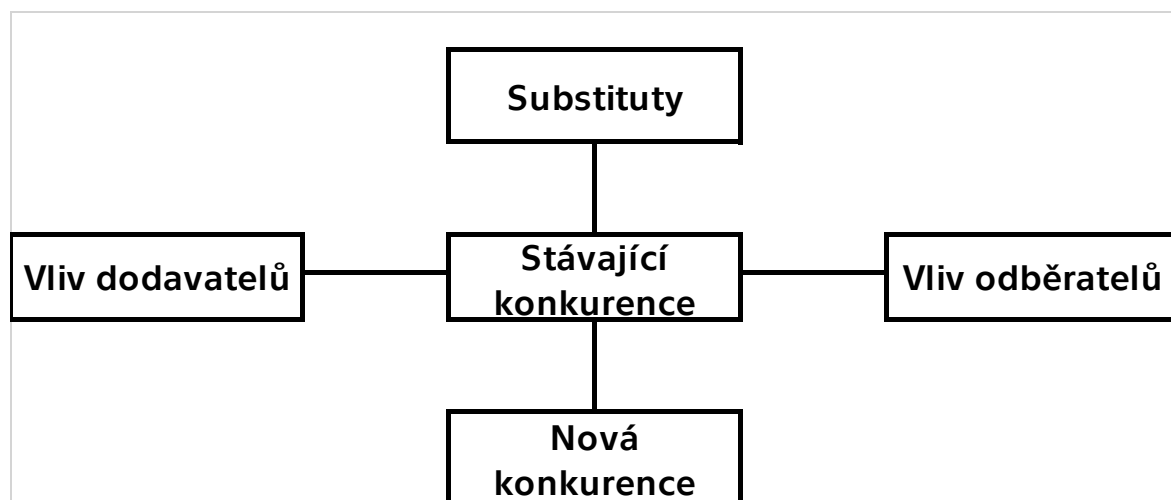 Substituty
Vliv dodavatelů
Stávající
konkurence
Vliv odběratelů
Nová
konkurence